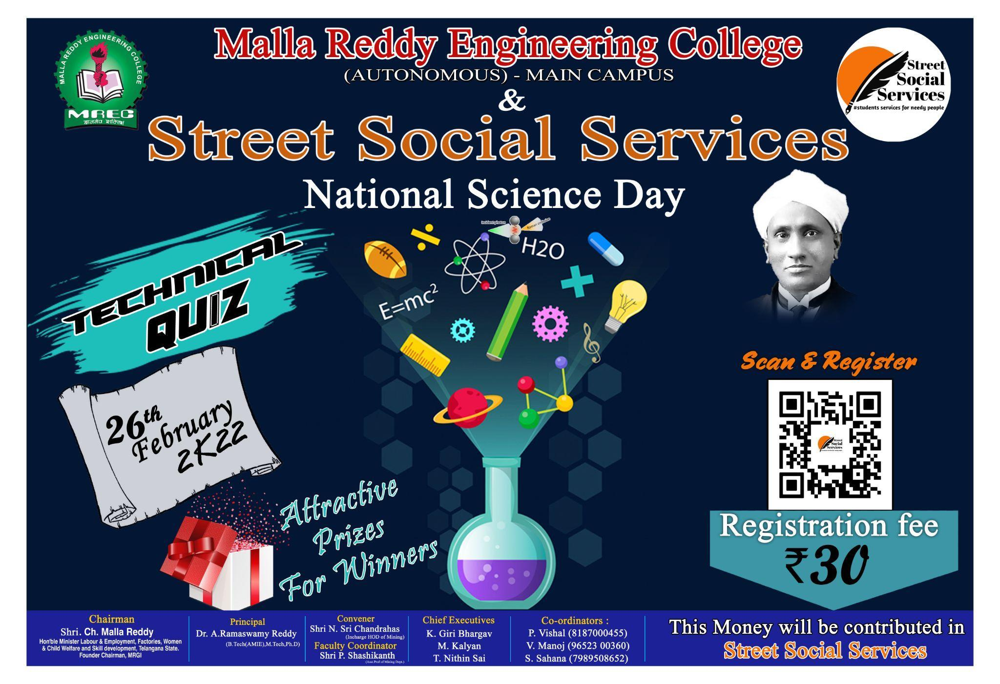 MALLA REDDY ENGINEERING COLLEGE
MREC
Malla Reddy Engineering College
(AUTONOMOUS) - MAIN CAMPUS
&
Street Social Services
Street
Social
Services
#students services for needy people
National Science Day
Incident photon
Raman emission
H2O
E=mc²
TECHNICAL
QUIZ
26th
February
2K22
Attractive
Prizes
For Winners
Scan & Register
Street
Social
Services
Registration fee
₹30
Chairman
Shri. Ch. Malla Reddy
Hon'ble Minister Labour & Employment, Factories, Women
& Child Welfare and Skill development, Telangana State.
Founder Chairman, MRGI
Principal
Dr. A.Ramaswamy Reddy
(B.Tech(AMIE),M.Tech,Ph.D)
Convener
Shri N. Sri Chandrahas
(Incharge HOD of Mining)
Faculty Coordinator
Shri P. Shashikanth
(Asst.Prof of Mining Dept.)
Chief Executives
K. Giri Bhargav
M. Kalyan
T. Nithin Sai
Co-ordinators :
P. Vishal (8187000455)
V. Manoj (96523 00360)
S. Sahana (7989508652)
This Money will be contributed in
Street Social Services